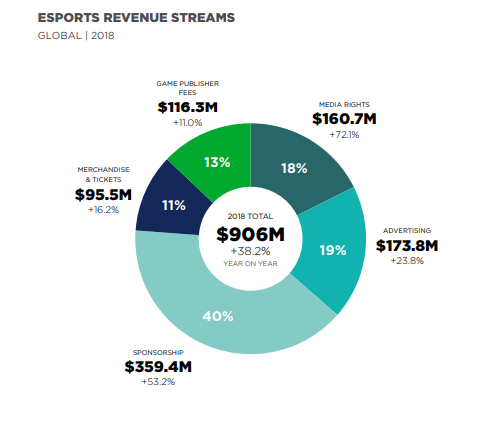 ESPORTS REVENUE STREAMS
GLOBAL | 2018
GAME PUBLISHER
FEES
$116.3M
+11.0%
MEDIA RIGHTS
$160.7M
+72.1%
13%
18%
MERCHANDISE
& TICKETS
$95.5M
+16.2%
11%
2018 TOTAL
$906M
+38.2%
YEAR ON YEAR
19%
ADVERTISING
$173.8M
+23.8%
40%
SPONSORSHIP
$359.4M
+53.2%